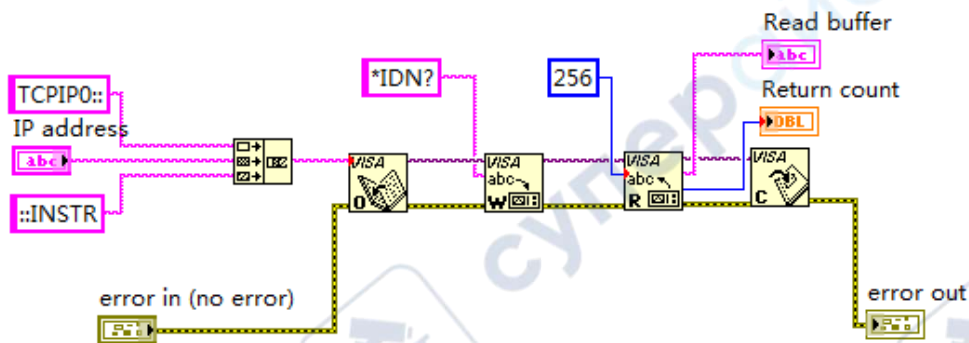 Read buffer
abc
TCPIP0::
*IDN?
256
Return count
DBL
IP address
abc
VISA
O
VISA
abc
W
VISA
abc
R
VISA
C
::INSTR
супер
error in (no error)
error out